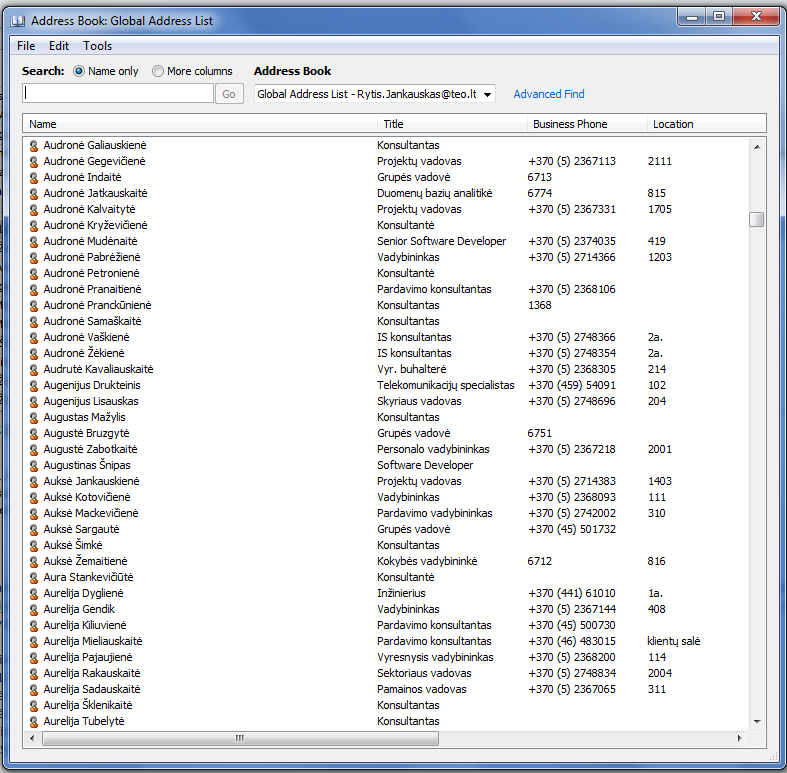 Address Book: Global Address List
File Edit Tools
Search: Name only More columns Address Book
Go Global Address List - Rytis.Jankauskas@teo.lt Advanced Find
Name Title Business Phone Location
Audronė Galiauskienė Konsultantas
Audronė Gegevičienė Projektų vadovas +370 (5) 2367113 2111
Audronė Indaitė Grupės vadovė 6713
Audronė Jatkauskaitė Duomenų bazių analitikė 6774 815
Audronė Kalvaitytė Projektų vadovas +370 (5) 2367331 1705
Audronė Kryževičienė Konsultantė
Audronė Mudėnaitė Senior Software Developer +370 (5) 2374035 419
Audronė Pabrėžienė Vadybininkas +370 (5) 2714366 1203
Audronė Petronienė Konsultantė
Audronė Pranaitienė Pardavimo konsultantas +370 (5) 2368106
Audronė Pranckūnienė Konsultantas 1368
Audronė Samaškaitė Konsultantas
Audronė Vaškienė IS konsultantas +370 (5) 2748366 2a.
Audronė Žėkienė IS konsultantas +370 (5) 2748354 2a.
Audrutė Kavaliauskaitė Vyr. buhalterė +370 (5) 2368305 214
Augenijus Drukteinis Telekomunikacijų specialistas +370 (459) 54091 102
Augenijus Lisauskas Skyriaus vadovas +370 (5) 2748696 204
Augustas Mažylis Konsultantas
Augustė Bruzgytė Grupės vadovė 6751
Augustė Zabotkaitė Personalo vadybininkas +370 (5) 2367218 2001
Augustinas Šnipas Software Developer
Auksė Jankauskienė Projektų vadovas +370 (5) 2714383 1403
Auksė Kotovičienė Vadybininkas +370 (5) 2368093 111
Auksė Mackevičienė Pardavimo vadybininkas +370 (5) 2742002 310
Auksė Sargautė Grupės vadovė +370 (45) 501732
Auksė Šimkė Konsultantas
Auksė Žemaitienė Kokybės vadybininkė 6712 816
Aura Stankevičiūtė Konsultantė
Aurelija Dyglienė Inžinierius +370 (441) 61010 1a.
Aurelija Gendik Vadybininkas +370 (5) 2367144 408
Aurelija Kiliuvienė Pardavimo konsultantas +370 (45) 500730
Aurelija Mieliauskaitė Pardavimo konsultantas +370 (46) 483015 klientų salė
Aurelija Pajaujienė Vyresnysis vadybininkas +370 (5) 2368200 114
Aurelija Rakauskaitė Sektoriaus vadovas +370 (5) 2748834 2004
Aurelija Sadauskaitė Pamainos vadovas +370 (5) 2367065 311
Aurelija Šklenikaitė Konsultantas
Aurelija Tubelytė Konsultantas